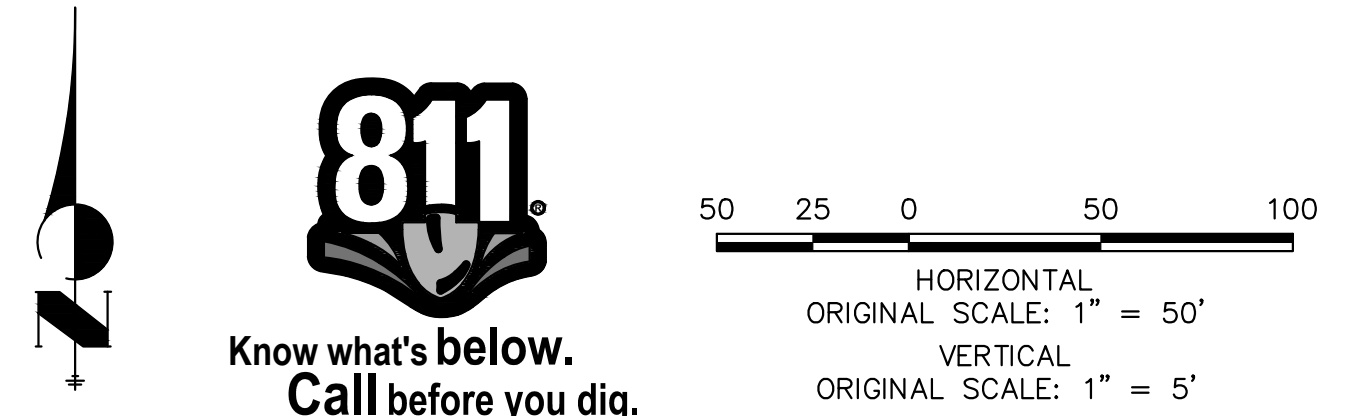 811®
Know what's below.
Call before you dig.
N
50 25 0 50 100
HORIZONTAL
ORIGINAL SCALE: 1" = 50'
VERTICAL
ORIGINAL SCALE: 1" = 5'